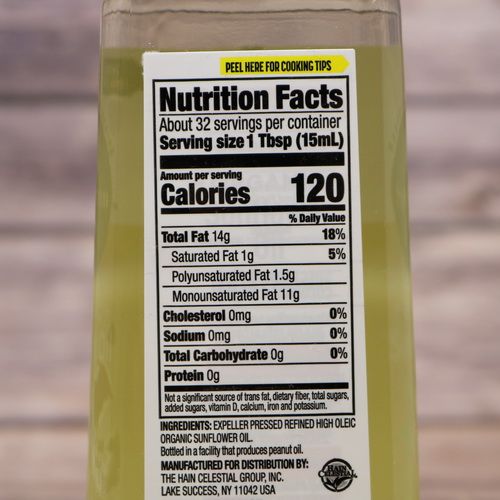 PEEL HERE FOR COOKING TIPS
Nutrition Facts
About 32 servings per container
Serving size 1 Tbsp (15mL)
Amount per serving
Calories 120
% Daily Value
Total Fat 14g 18%
Saturated Fat 1g 5%
Polyunsaturated Fat 1.5g
Monounsaturated Fat 11g
Cholesterol 0mg 0%
Sodium 0mg 0%
Total Carbohydrate 0g 0%
Protein 0g
Not a significant source of trans fat, dietary fiber, total sugars,
added sugars, vitamin D, calcium, iron and potassium.
INGREDIENTS: EXPELLER PRESSED REFINED HIGH OLEIC
ORGANIC SUNFLOWER OIL.
Bottled in a facility that produces peanut oil.
MANUFACTURED FOR DISTRIBUTION BY:
THE HAIN CELESTIAL GROUP, INC.
LAKE SUCCESS, NY 11042 USA
HAIN
CELESTIAL